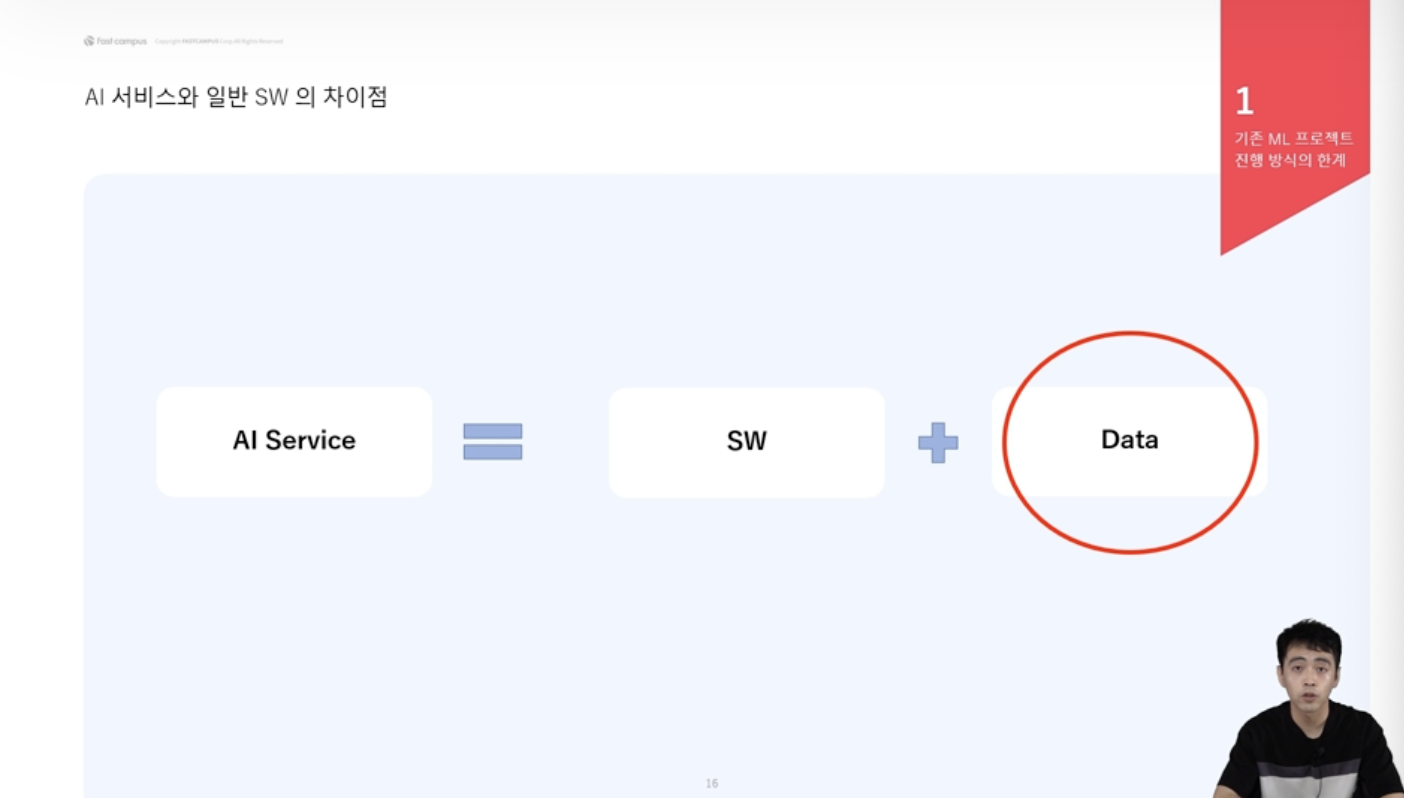 fast campus Copyright FASTCAMPUS Corp. All Rights Reserved
AI 서비스와 일반 SW 의 차이점
1
기존 ML 프로젝트
진행 방식의 한계
AI Service
SW
Data
16